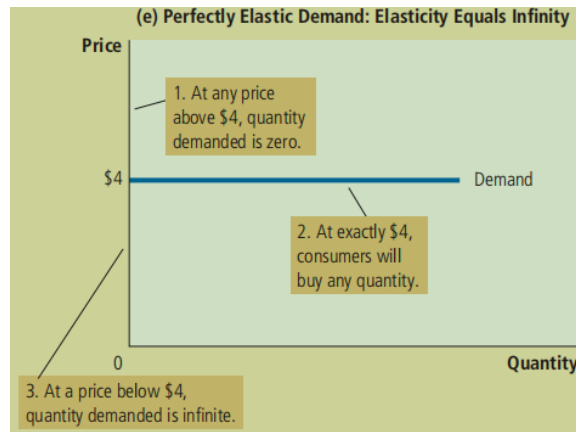 (e) Perfectly Elastic Demand: Elasticity Equals Infinity
Price
1. At any price
above $4, quantity
demanded is zero.
$4
Demand
2. At exactly $4,
consumers will
buy any quantity.
0
Quantity
3. At a price below $4,
quantity demanded is infinite.